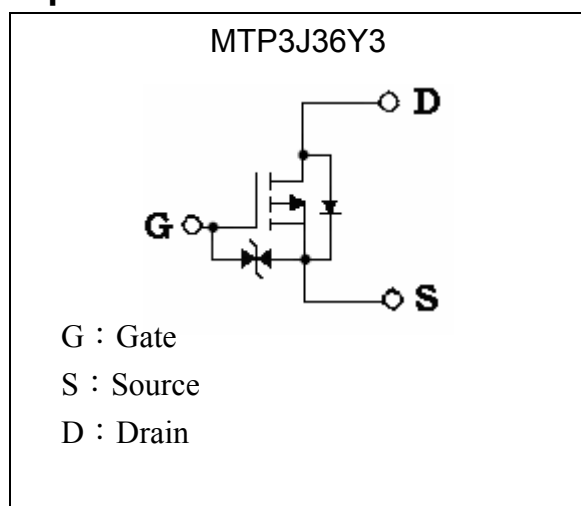 MTP3J36Y3
D
G
S
G：Gate
S：Source
D：Drain